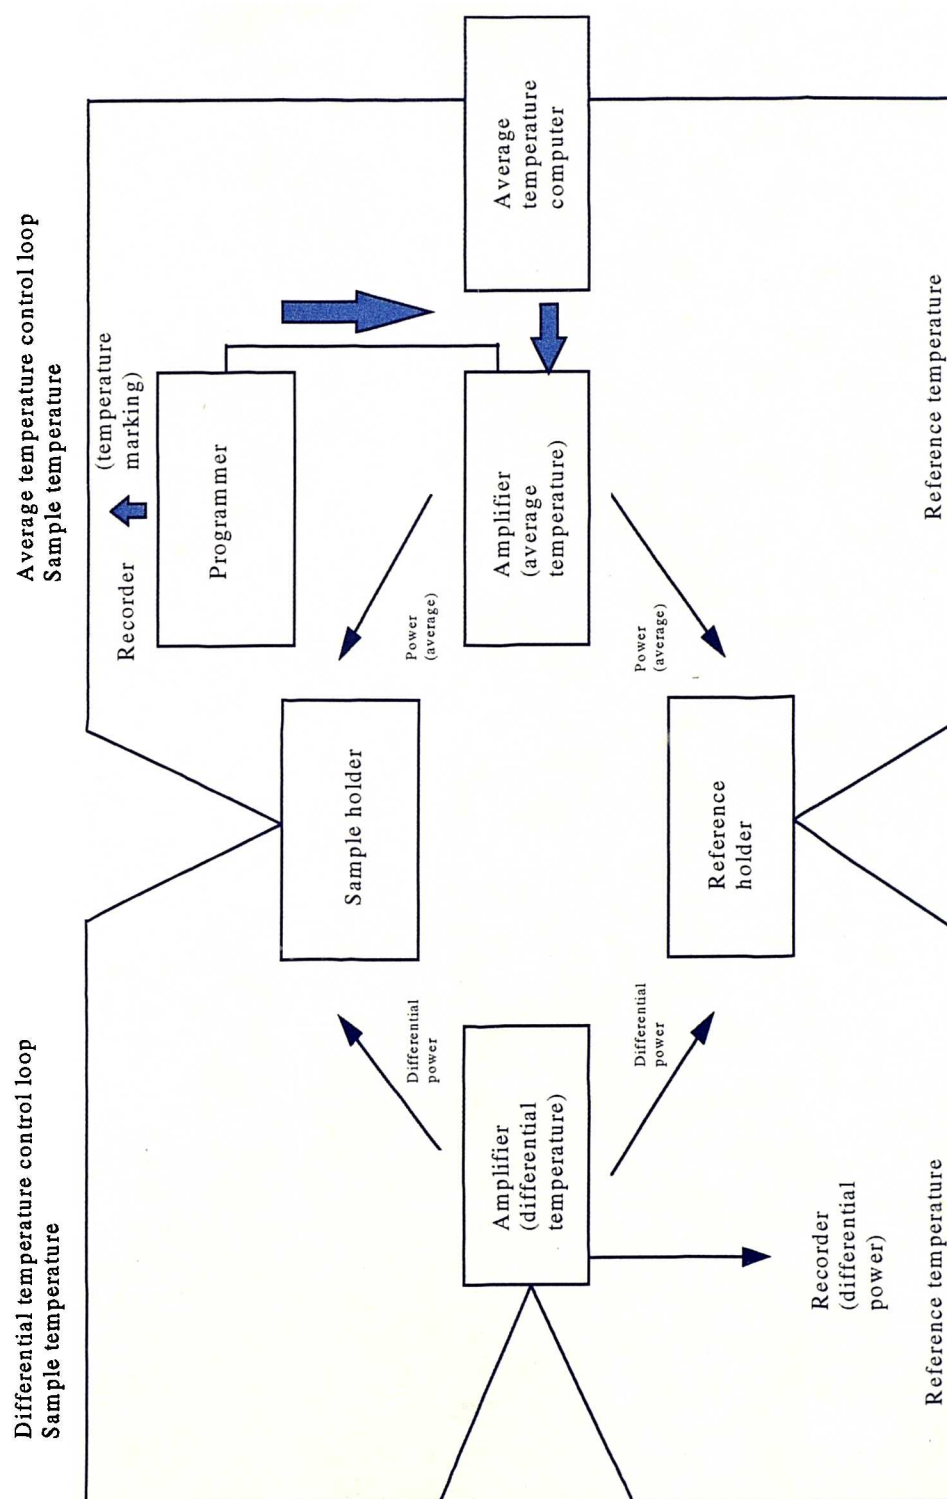 Differential temperature control loop
Sample temperature
Average temperature control loop
Sample temperature
Recorder
(temperature
marking)
Programmer
Sample holder
Differential
power
Power
(average)
Amplifier
(differential
temperature)
Amplifier
(average
temperature)
Average
temperature
computer
Differential
power
Power
(average)
Reference
holder
Recorder
(differential
power)
Reference temperature
Reference temperature